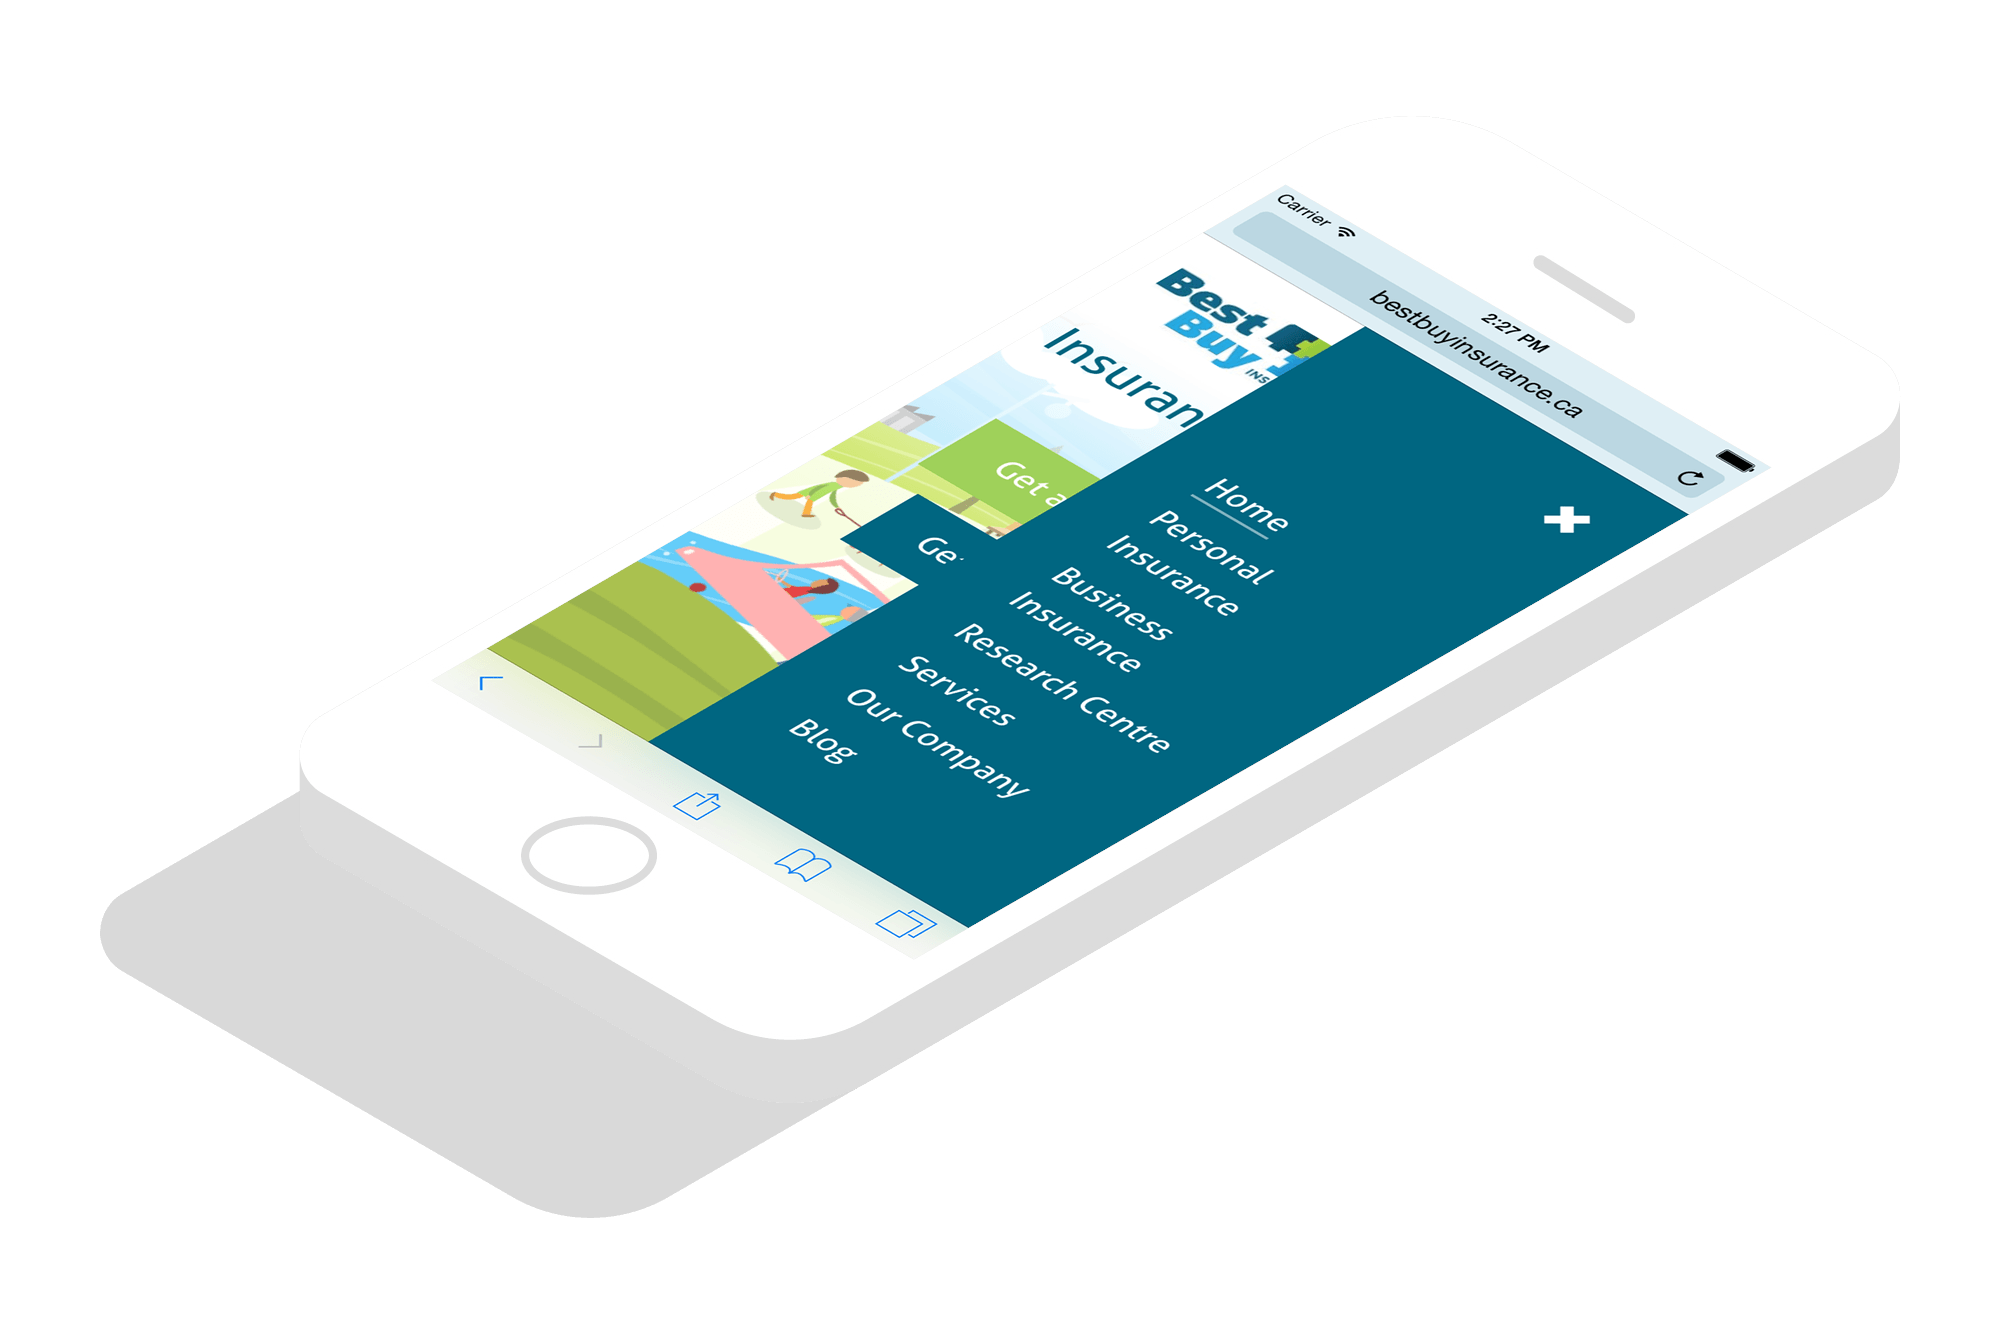 Carrier
2:27 PM
bestbuyinsurance.ca
Best
Buy
INS
Insuran
Get a
Ge
Home
Personal
Insurance
Business
Insurance
Research Centre
Services
Our Company
Blog